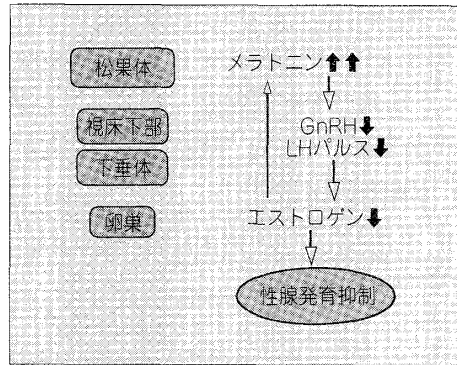 松果体
メラトニン⬆⬆
視床下部
GnRH⬇
LHパルス⬇
下垂体
卵巣
エストロゲン⬇
性腺発育抑制